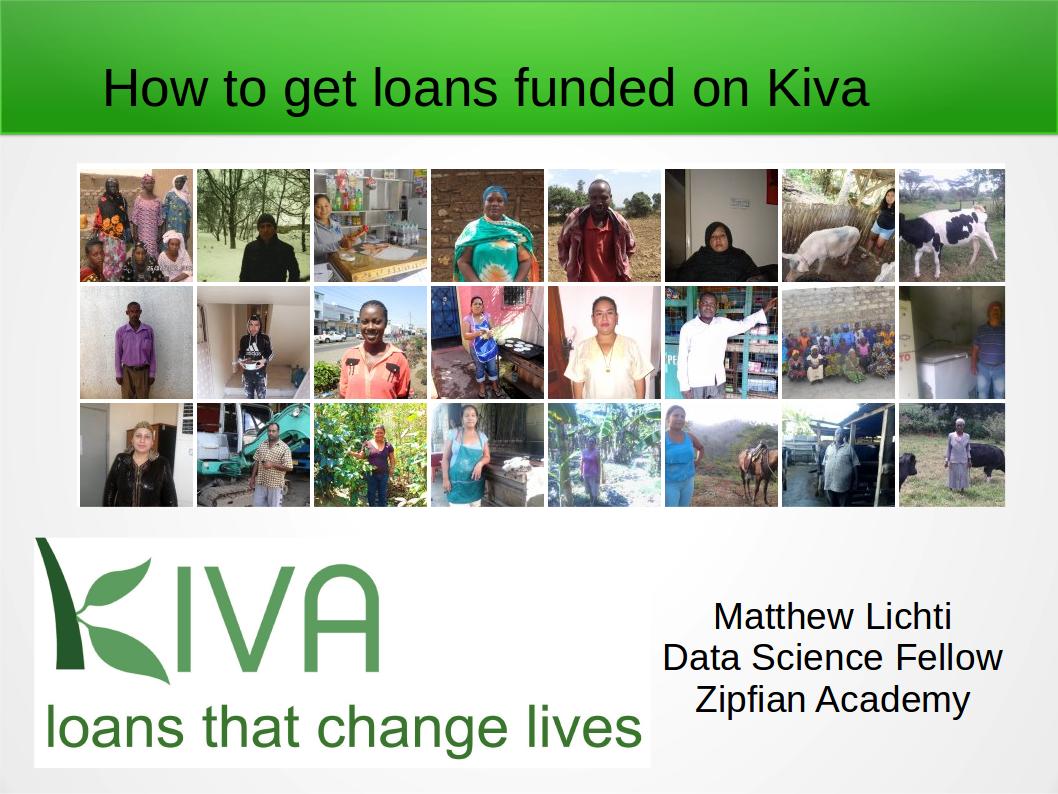 How to get loans funded on Kiva
KIVA
loans that change lives
Matthew Lichti
Data Science Fellow
Zipfian Academy